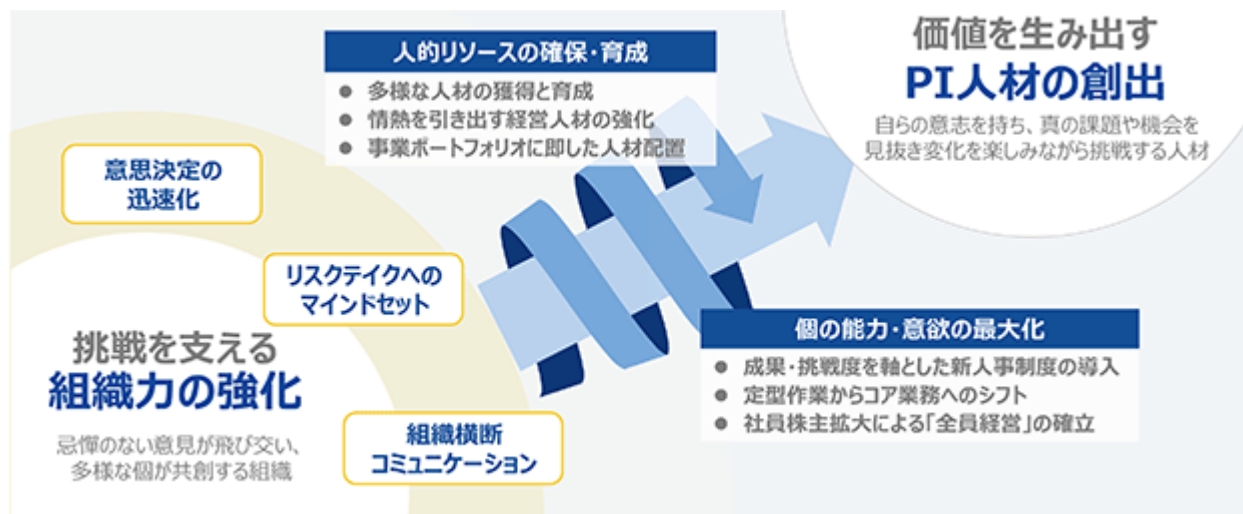 人的リソースの確保・育成
● 多様な人材の獲得と育成
● 情熱を引き出す経営人材の強化
● 事業ポートフォリオに即した人材配置
価値を生み出す
PI人材の創出
自らの意志を持ち、真の課題や機会を
見抜き変化を楽しみながら挑戦する人材
意思決定の
迅速化
リスクテイクへの
マインドセット
挑戦を支える
組織力の強化
忌憚のない意見が飛び交い、
多様な個が共創する組織
組織横断
コミュニケーション
個の能力・意欲の最大化
● 成果・挑戦度を軸とした新人事制度の導入
● 定型作業からコア業務へのシフト
● 社員株主拡大による「全員経営」の確立